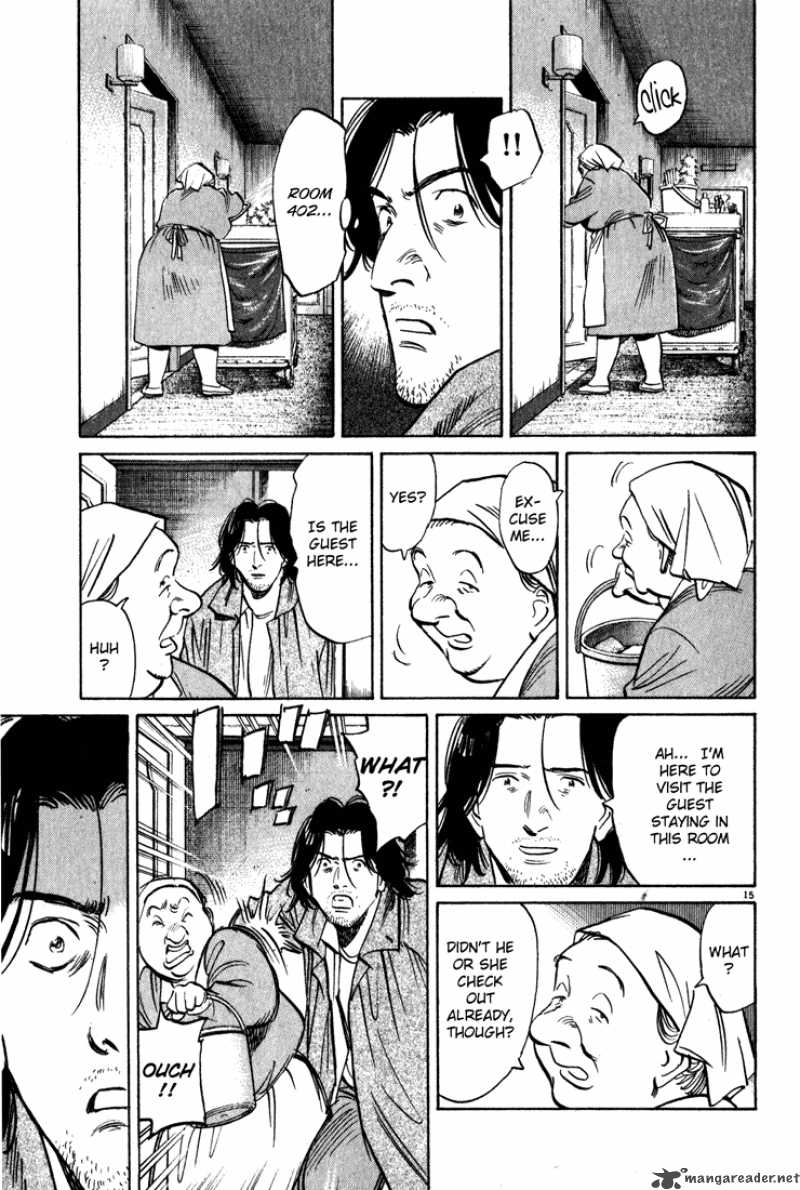 CLICK
!!
ROOM
402...
EX-
CUSE
ME...
YES?
IS THE
GUEST
HERE...
HUH
?
AH... I'M
HERE TO
VISIT THE
GUEST
STAYING IN
THIS ROOM
...
15
WHAT
?
DIDN'T HE
OR SHE
CHECK
OUT
ALREADY,
THOUGH?
WHAT
?!
OUCH
!!
mangareader.net